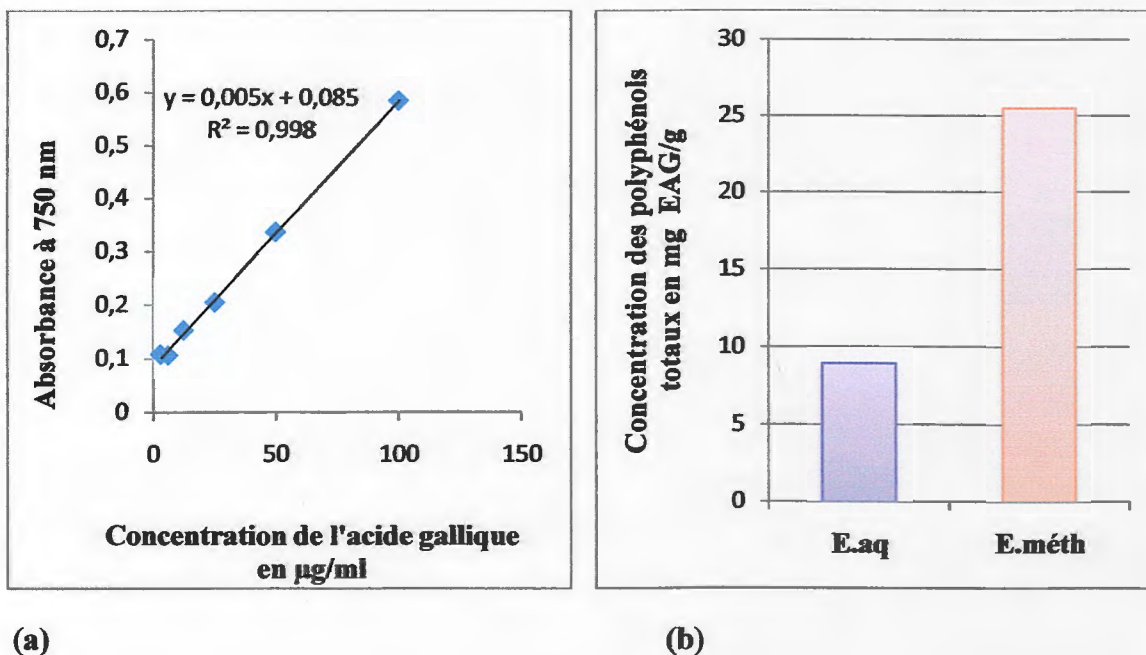 0,7
0,6
0,5
0,4
0,3
0,2
0,1
0
y = 0,005x + 0,085
R² = 0,998
Absorbance à 750 nm
0
50
100
150
Concentration de l'acide gallique
en µg/ml
(a)
30
25
20
15
10
5
0
Concentration des polyphénols
totaux en mg EAG/g
E.aq
E.méth
(b)